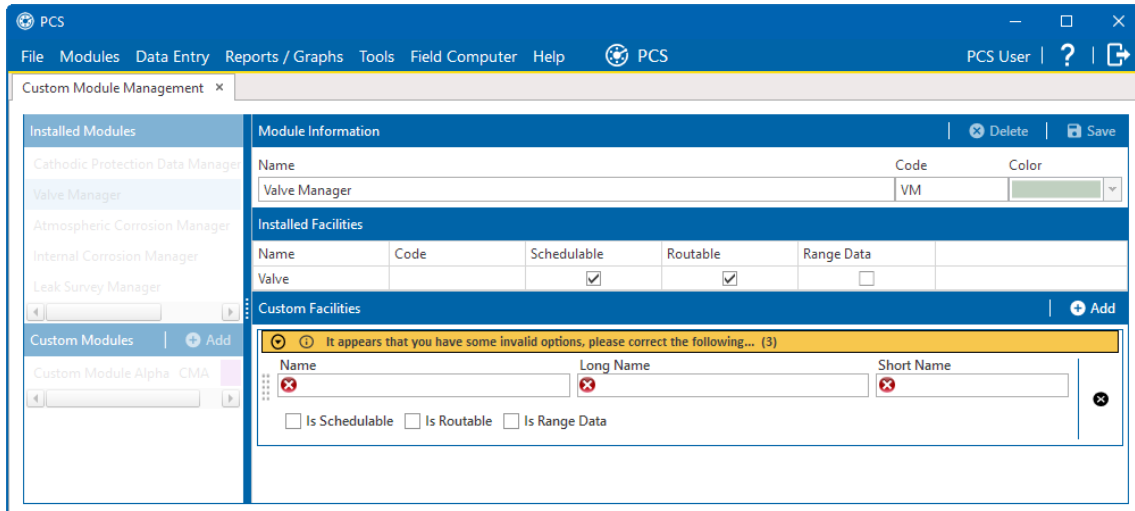 PCS
File Modules Data Entry Reports / Graphs Tools Field Computer Help PCS PCS User | ? |
Custom Module Management ×
Installed Modules
Cathodic Protection Data Manager
Valve Manager
Atmospheric Corrosion Manager
Internal Corrosion Manager
Leak Survey Manager
Custom Modules | Add
Custom Module Alpha CMA
Module Information | Delete | Save
Name Code Color
Valve Manager VM
Installed Facilities
Name Code Schedulable Routable Range Data
Valve
Custom Facilities | Add
It appears that you have some invalid options, please correct the following... (3)
Name Long Name Short Name
Is Schedulable Is Routable Is Range Data